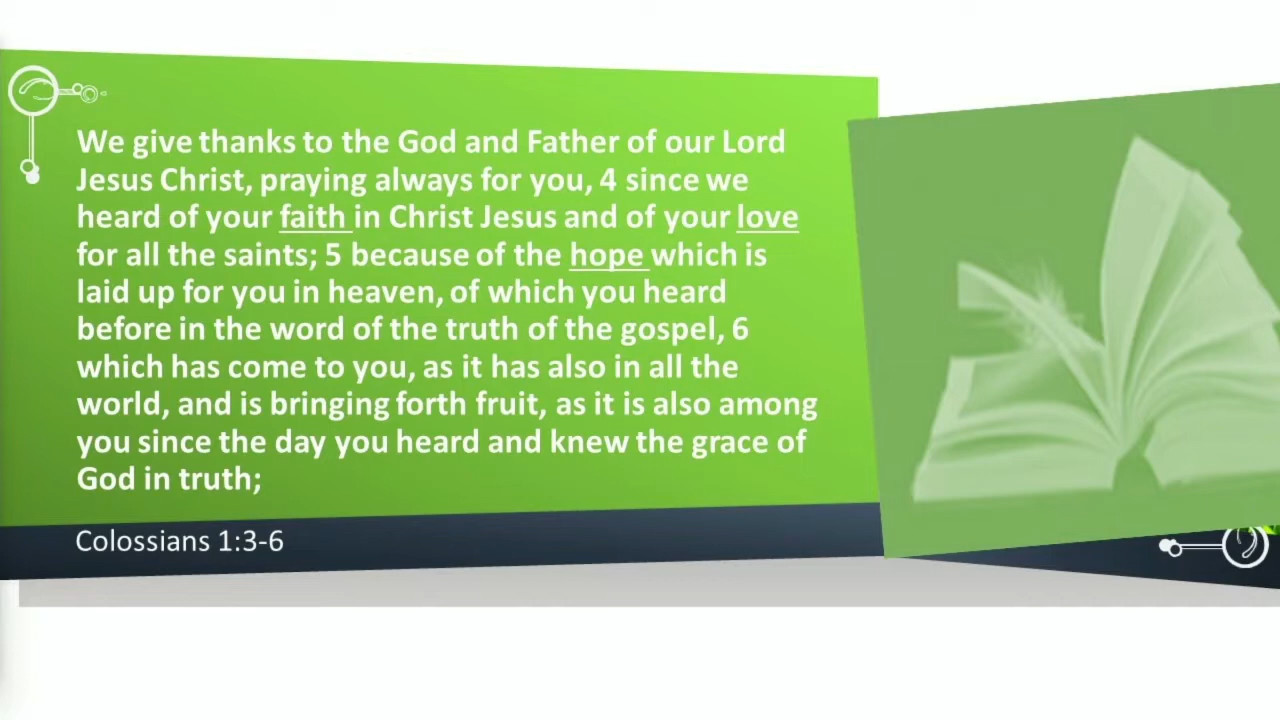 We give thanks to the God and Father of our Lord
Jesus Christ, praying always for you, 4 since we
heard of your faith in Christ Jesus and of your love
for all the saints; 5 because of the hope which is
laid up for you in heaven, of which you heard
before in the word of the truth of the gospel, 6
which has come to you, as it has also in all the
world, and is bringing forth fruit, as it is also among
you since the day you heard and knew the grace of
God in truth;
Colossians 1:3-6